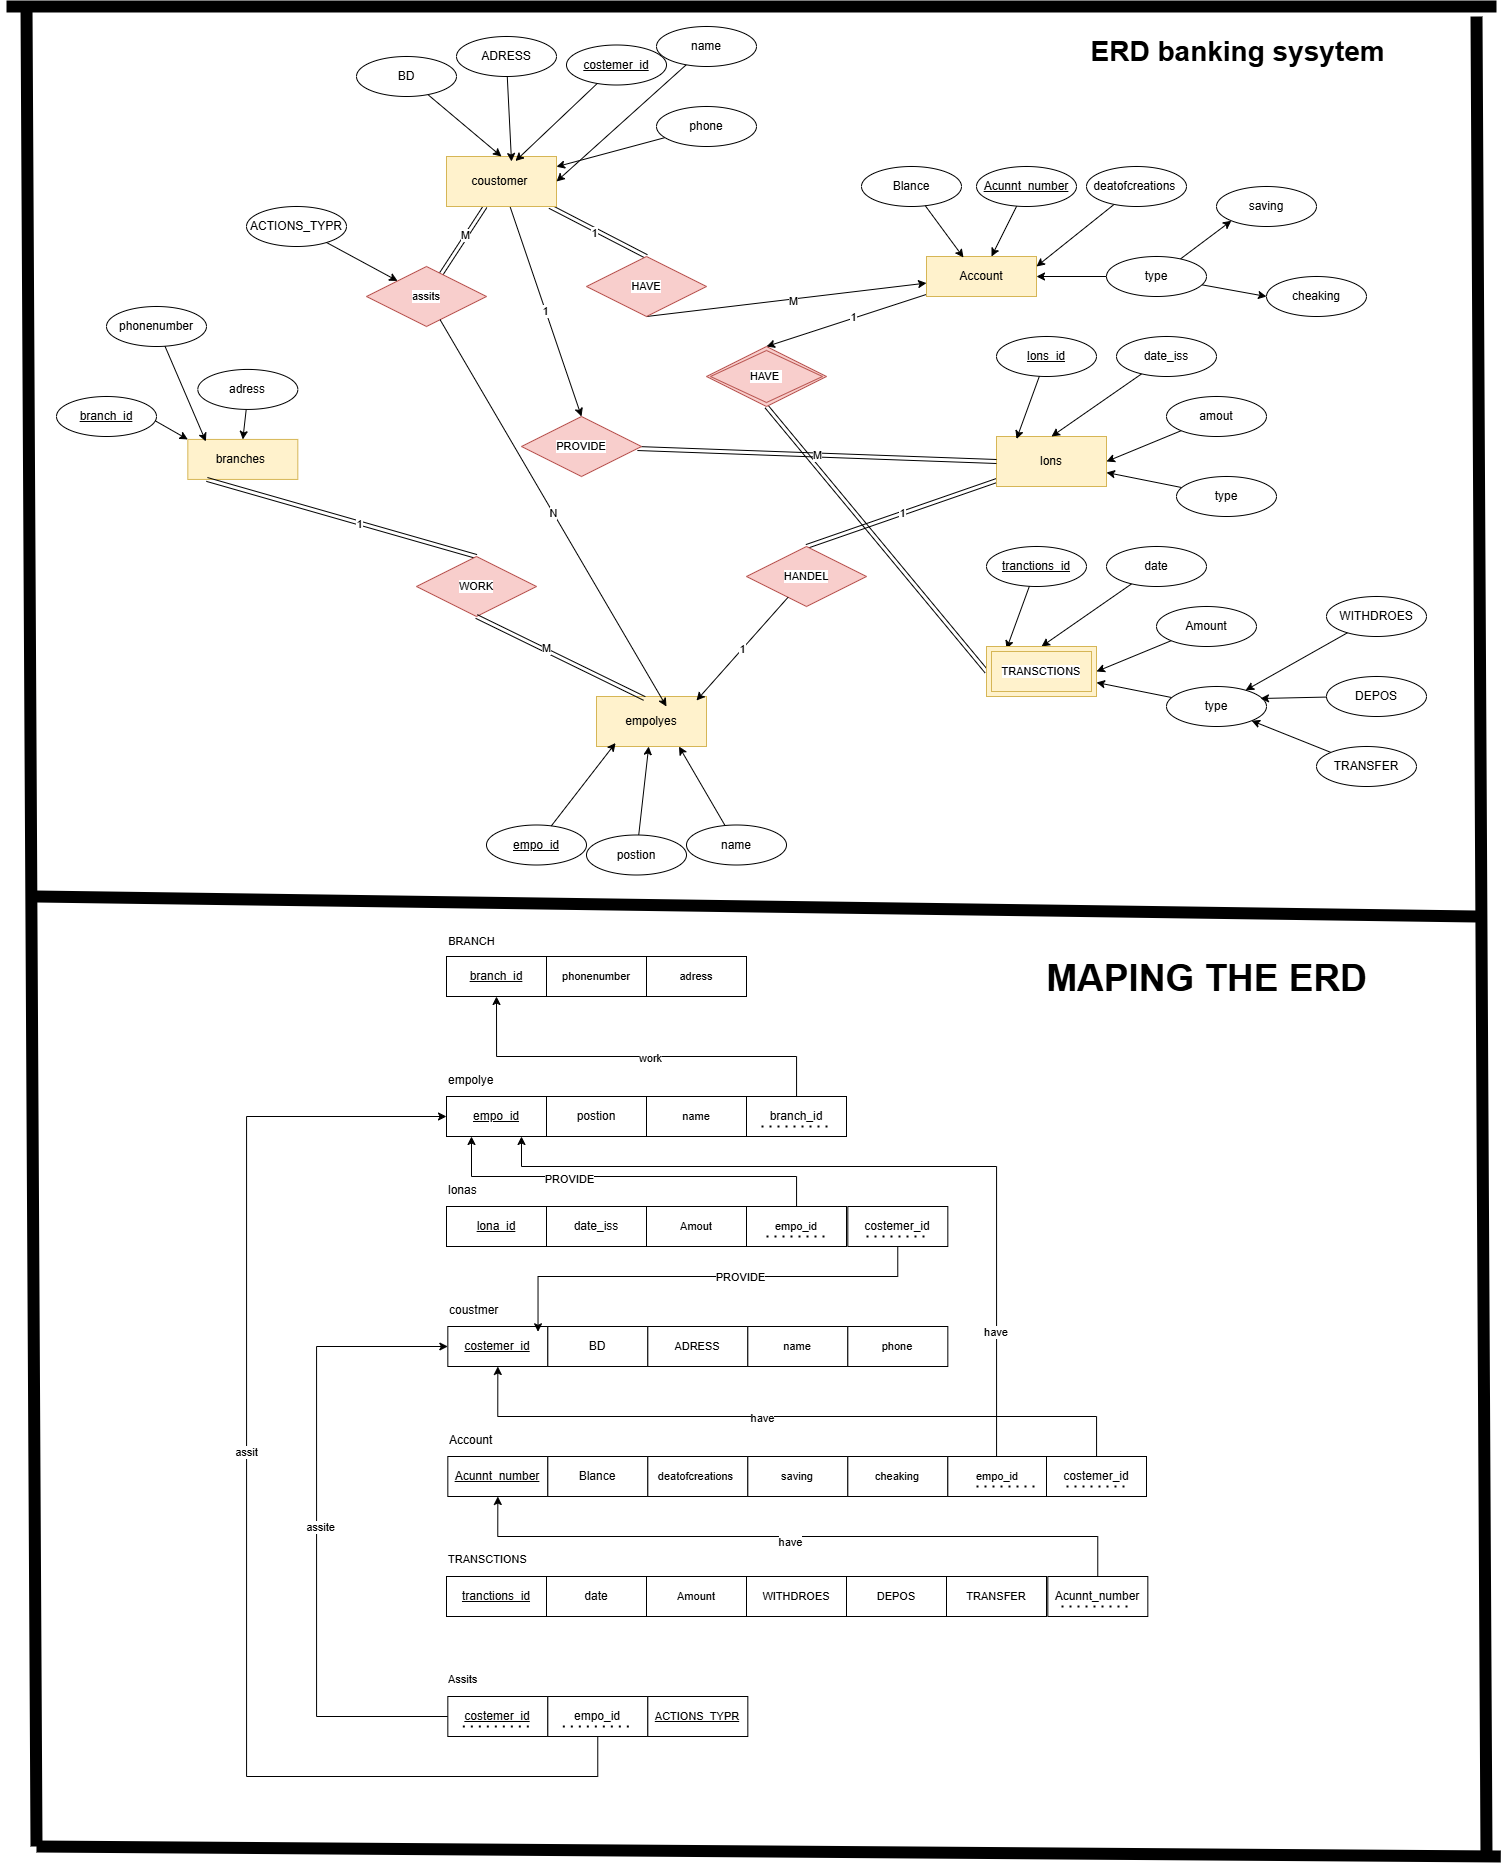 ERD banking sysytem
name
ADRESS
costemer_id
BD
phone
coustomer
Blance
Acunnt_number
deatofcreations
saving
ACTIONS_TYPR
M
1
assits
HAVE
Account
type
cheaking
M
1
1
phonenumber
lons_id
date_iss
HAVE
adress
branch_id
amout
PROVIDE
M
lons
branches
type
1
N
1
tranctions_id
date
WORK
HANDEL
WITHDROES
Amount
M
1
TRANSCTIONS
DEPOS
type
empolyes
TRANSFER
empo_id
postion
name
BRANCH
MAPING THE ERD
branch_id phonenumber adress
work
empolye
empo_id postion name branch_id
PROVIDE
lonas
lona_id date_iss Amout empo_id costemer_id
PROVIDE
coustmer
have
costemer_id BD ADRESS name phone
have
Account
assit
Acunnt_number Blance deatofcreations saving cheaking empo_id costemer_id
assite
have
TRANSCTIONS
tranctions_id date Amount WITHDROES DEPOS TRANSFER Acunnt_number
Assits
costemer_id empo_id ACTIONS_TYPR